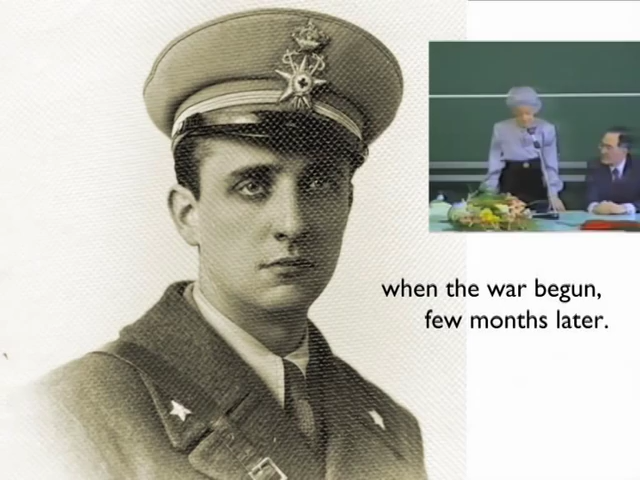 when the war begun,
few months later.